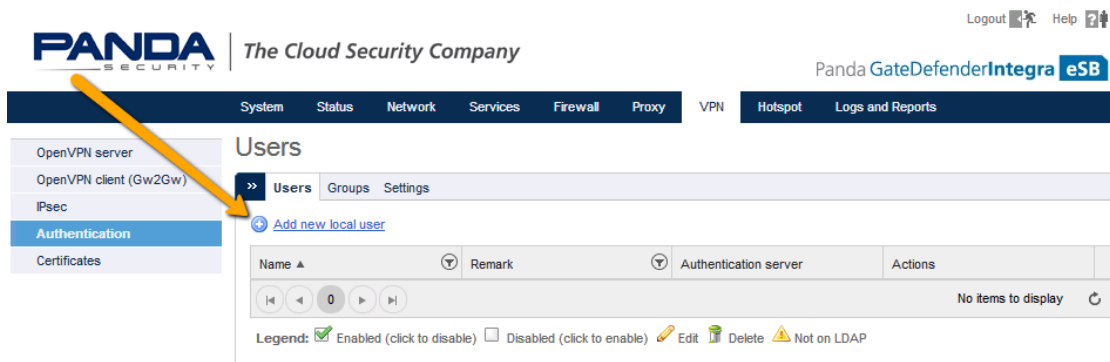 Logout Help
PANDA SECURITY The Cloud Security Company
Panda GateDefenderIntegra eSB
System Status Network Services Firewall Proxy VPN Hotspot Logs and Reports
OpenVPN server
OpenVPN client (Gw2Gw)
IPsec
Authentication
Certificates
Users
» Users Groups Settings
Add new local user
Name ▲ Remark Authentication server Actions
0 No items to display
Legend: Enabled (click to disable) Disabled (click to enable) Edit Delete Not on LDAP